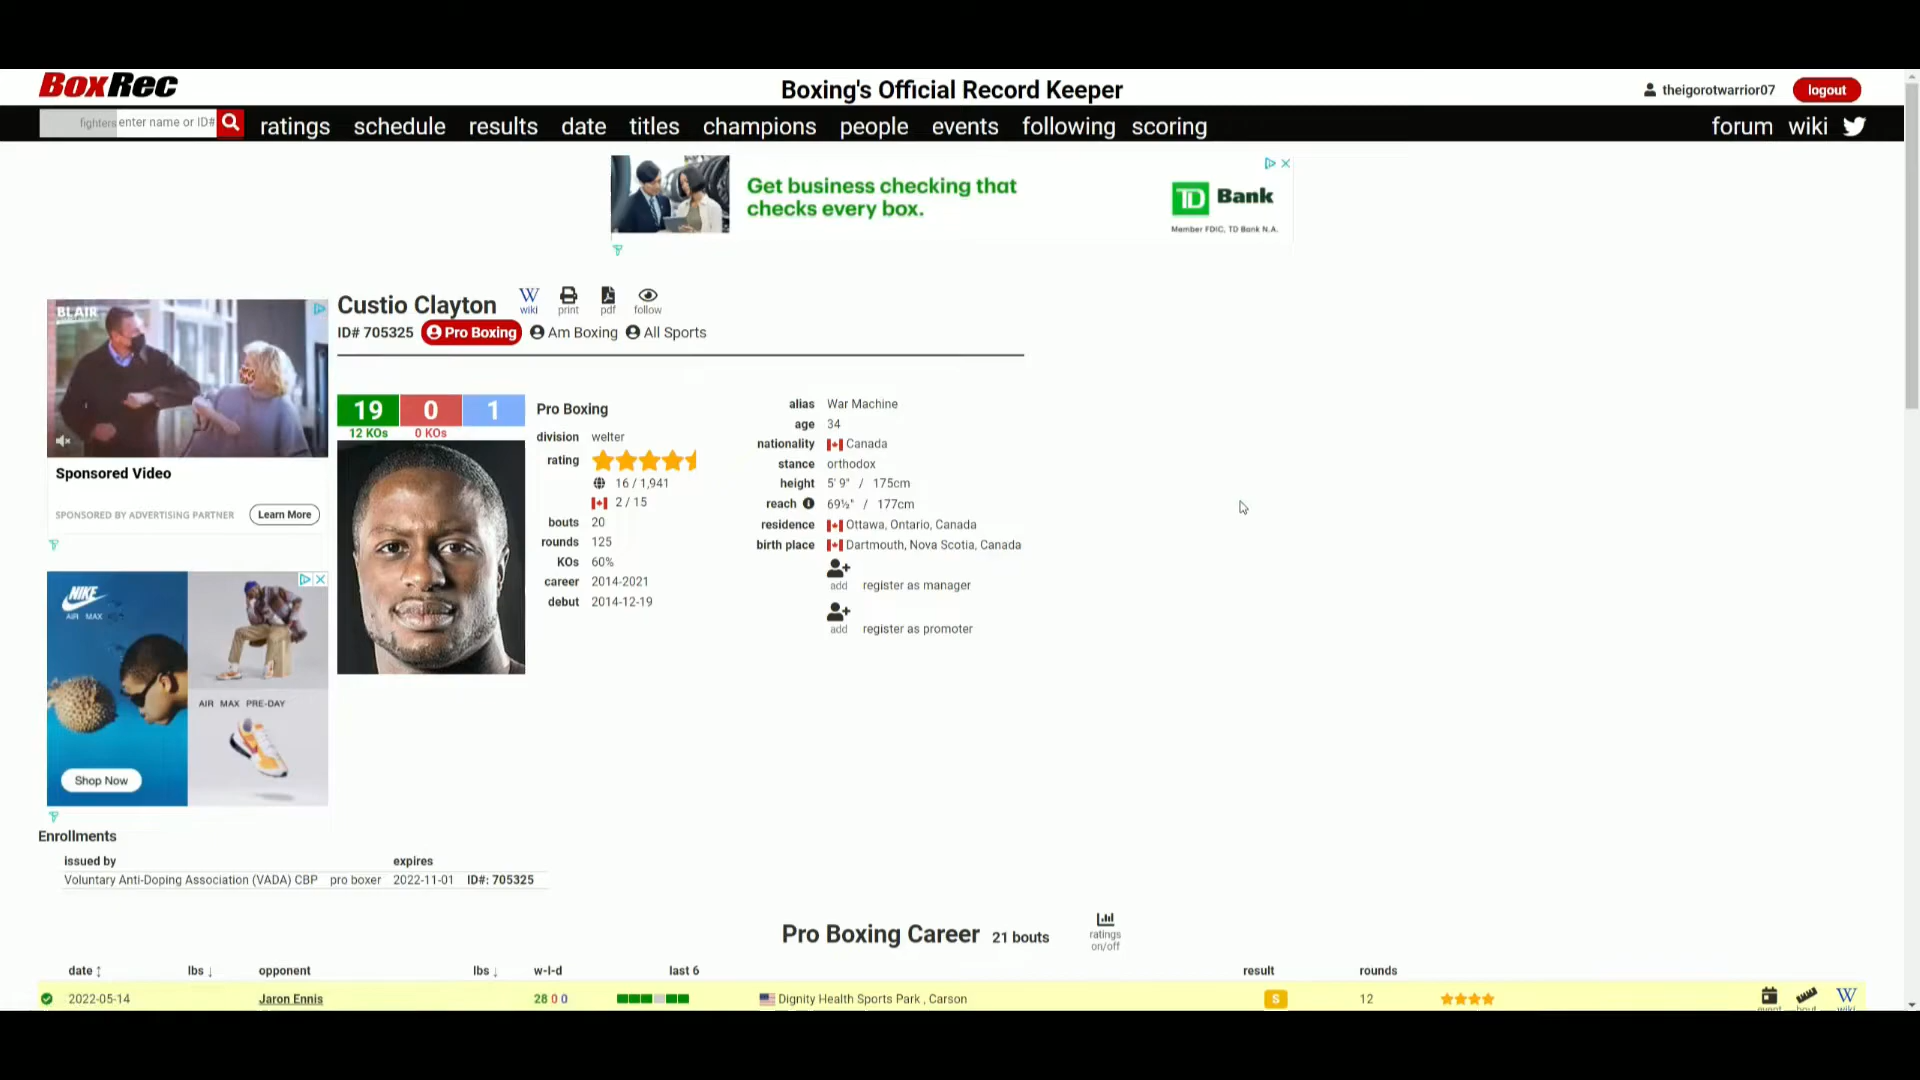 BoxRec
Boxing's Official Record Keeper
theigorotwarrior07
logout
fighters
enter name or ID#
ratings schedule results date titles champions people events following scoring
forum wiki
Get business checking that
checks every box.
TD Bank
Member FDIC, TD Bank N.A.
BLAIR
Sponsored Video
SPONSORED BY ADVERTISING PARTNER
Learn More
NIKE
AIR MAX
AIR MAX PRE-DAY
Shop Now
Custio Clayton
W
wiki print pdf follow
ID# 705325 Pro Boxing Am Boxing All Sports
19 0 1
12 KOs 0 KOs
Pro Boxing
division welter
rating
16 / 1,941
2 / 15
bouts 20
rounds 125
KOs 60%
career 2014-2021
debut 2014-12-19
alias War Machine
age 34
nationality Canada
stance orthodox
height 5' 9" / 175cm
reach 69½" / 177cm
residence Ottawa, Ontario, Canada
birth place Dartmouth, Nova Scotia, Canada
add register as manager
add register as promoter
Enrollments
issued by expires
Voluntary Anti-Doping Association (VADA) CBP pro boxer 2022-11-01 ID#: 705325
Pro Boxing Career 21 bouts
ratings
on/off
date lbs opponent lbs w-l-d last 6 result rounds
2022-05-14 Jaron Ennis 28 0 0 Dignity Health Sports Park , Carson S 12 W